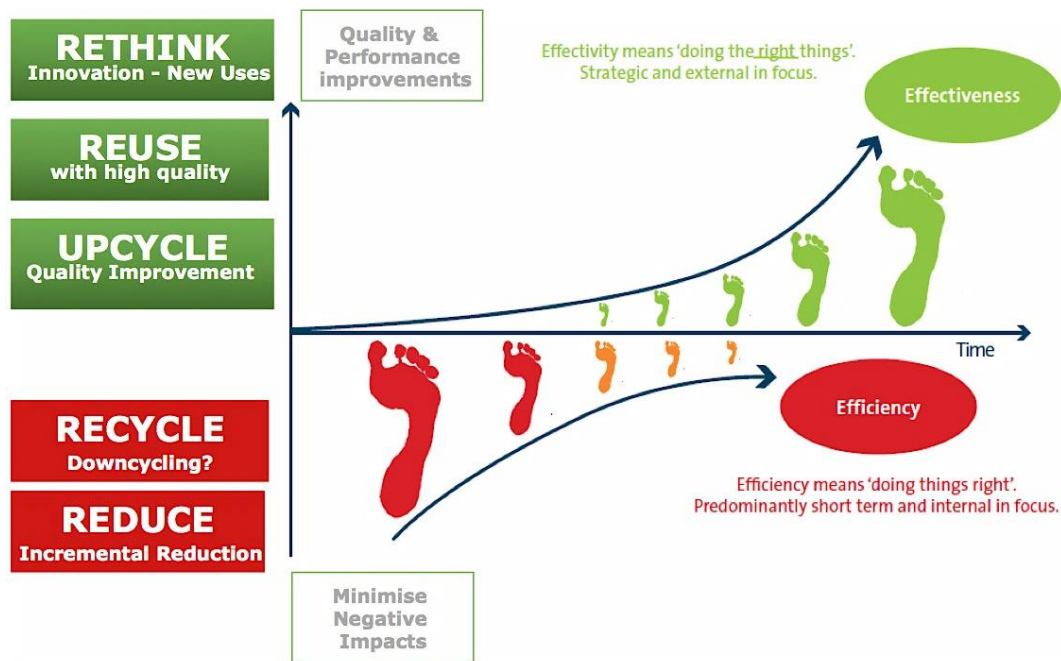 RETHINK
Innovation - New Uses
REUSE
with high quality
UPCYCLE
Quality Improvement
RECYCLE
Downcycling?
REDUCE
Incremental Reduction
Quality &
Performance
improvements
Effectivity means ‘doing the right things’.
Strategic and external in focus.
Effectiveness
Time
Efficiency
Efficiency means ‘doing things right’.
Predominantly short term and internal in focus.
Minimise
Negative
Impacts